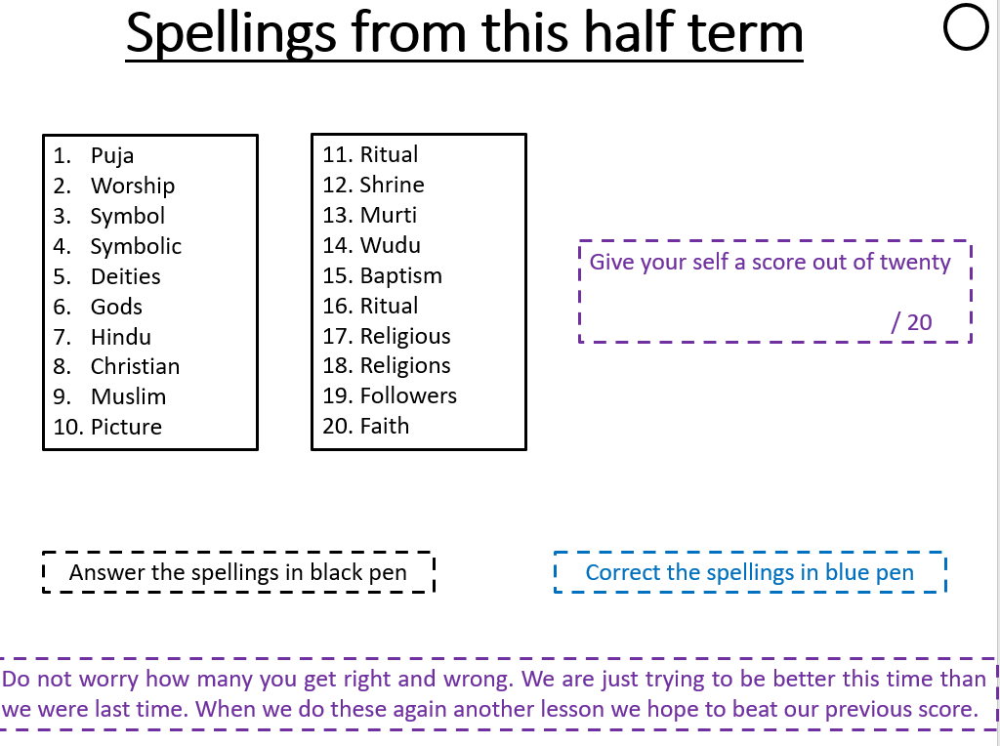 Spellings from this half term
1. Puja
2. Worship
3. Symbol
4. Symbolic
5. Deities
6. Gods
7. Hindu
8. Christian
9. Muslim
10. Picture
11. Ritual
12. Shrine
13. Murti
14. Wudu
15. Baptism
16. Ritual
17. Religious
18. Religions
19. Followers
20. Faith
Give your self a score out of twenty
/ 20
Answer the spellings in black pen
Correct the spellings in blue pen
Do not worry how many you get right and wrong. We are just trying to be better this time than
we were last time. When we do these again another lesson we hope to beat our previous score.